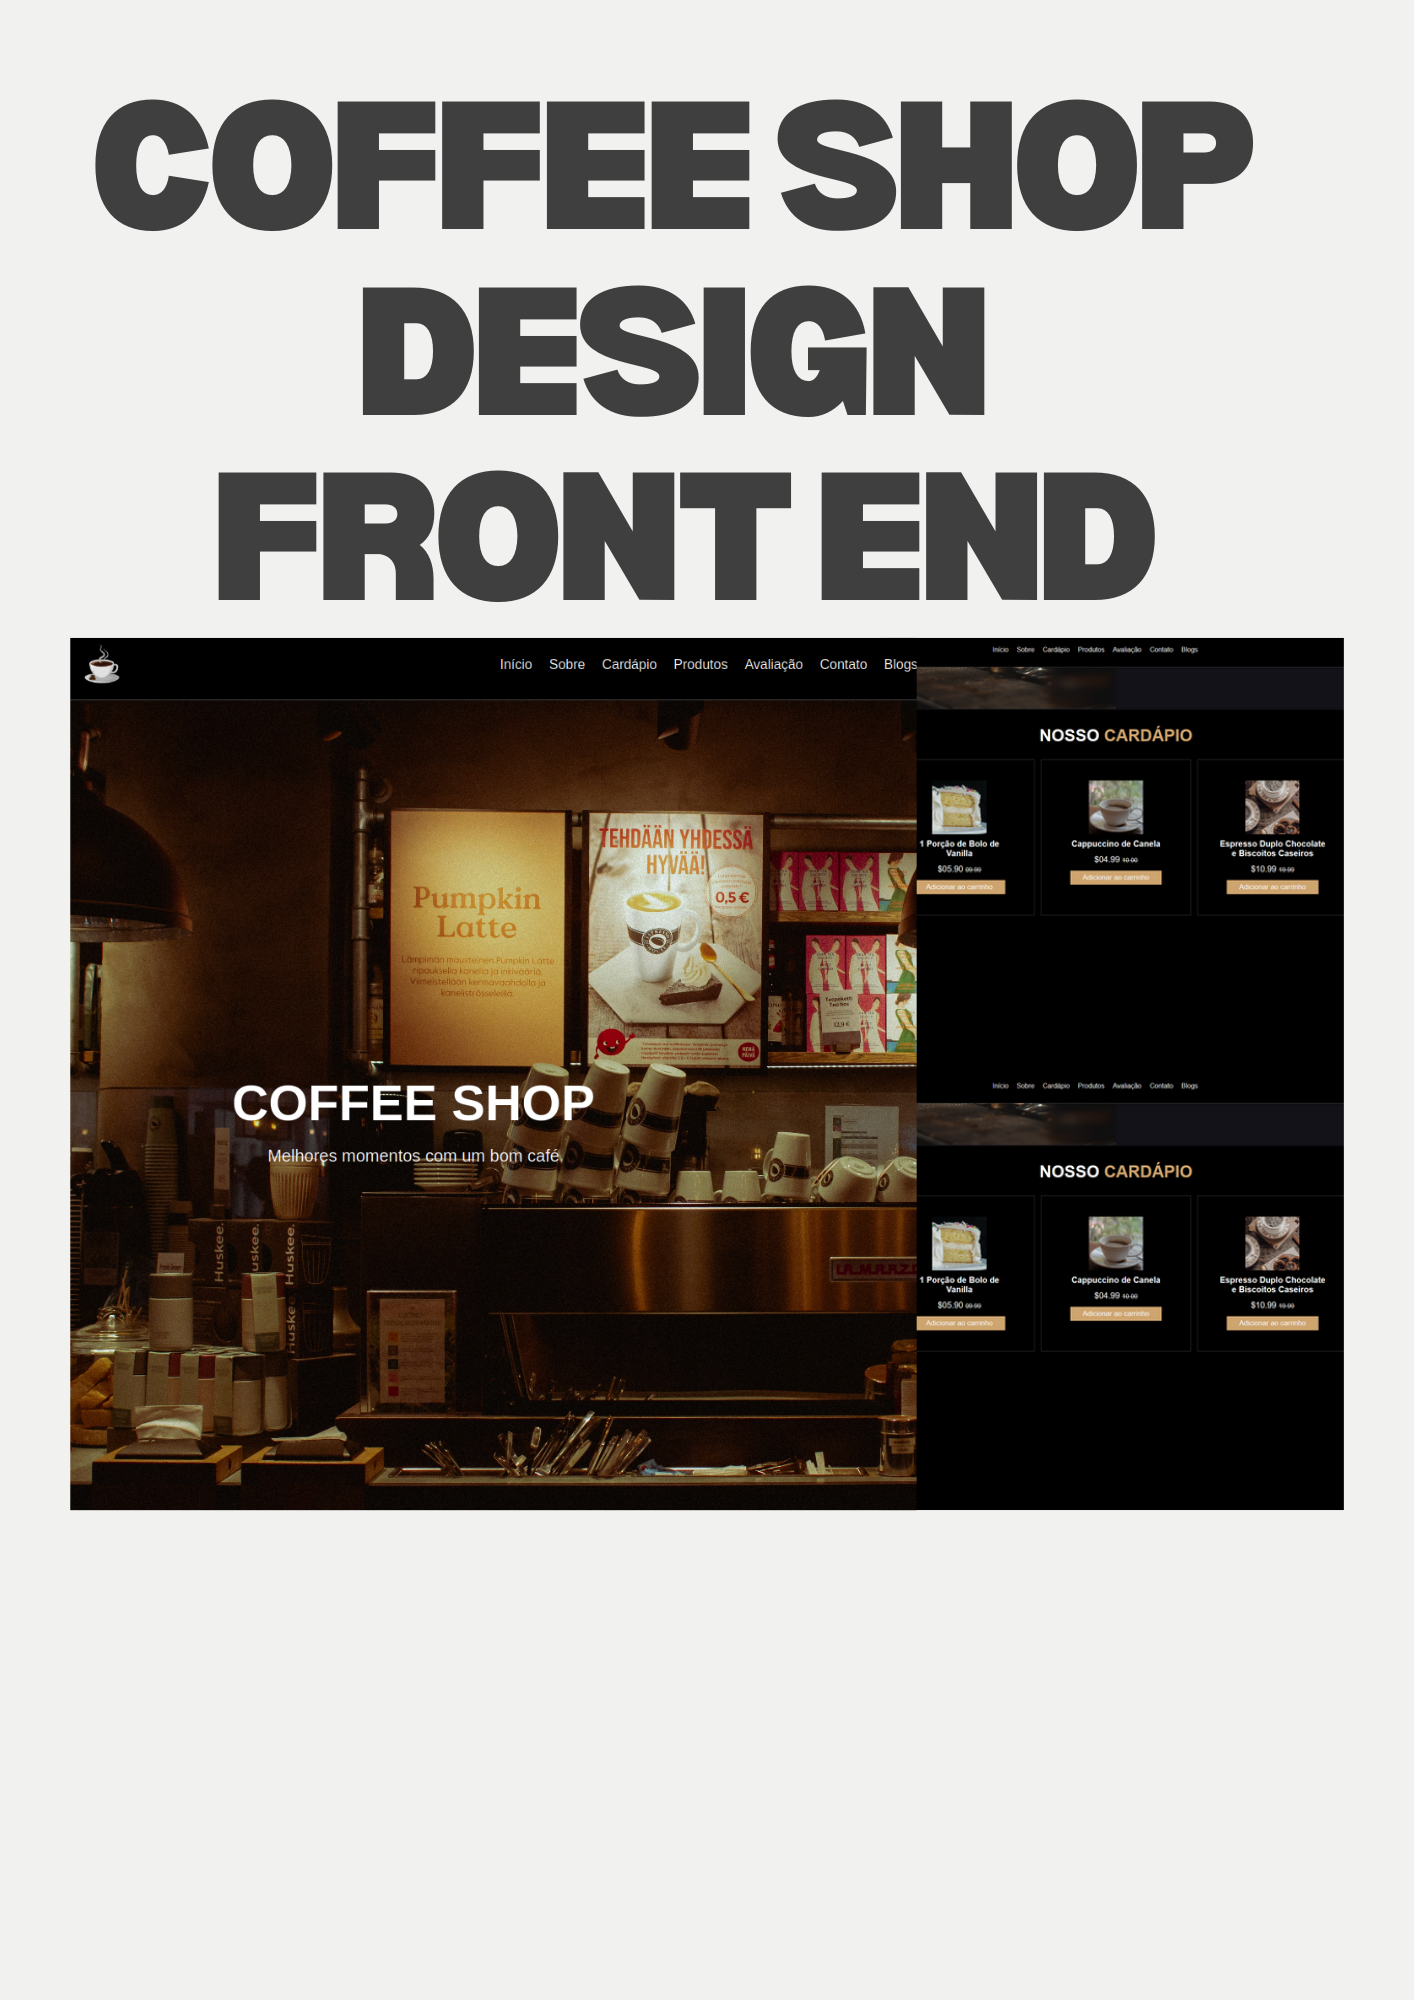 COFFEE SHOP
DESIGN
FRONT END
Início Sobre Cardápio Produtos Avaliação Contato Blogs
TEHDÄÄN YHDESSÄ
HYVÄÄ!
0,5 €
Pumpkin
Latte
Lämpimän mausteinen Pumpkin Latte
ripauksella kanelia ja inkivääriä.
Viimeistellään kermavaahdolla ja
kaneliströsseleillä.
12,9 €
COFFEE SHOP
Melhores momentos com um bom café.
Huskee.
Huskee.
Huskee.
Huskee
Início Sobre Cardápio Produtos Avaliação Contato Blogs
NOSSO CARDÁPIO
1 Porção de Bolo de
Vanilla
$05.90 09.99
Adicionar ao carrinho
Cappuccino de Canela
$04.99 10.00
Adicionar ao carrinho
Espresso Duplo Chocolate
e Biscoitos Caseiros
$10.99 19.99
Adicionar ao carrinho
Início Sobre Cardápio Produtos Avaliação Contato Blogs
NOSSO CARDÁPIO
1 Porção de Bolo de
Vanilla
$05.90 09.99
Adicionar ao carrinho
Cappuccino de Canela
$04.99 10.00
Adicionar ao carrinho
Espresso Duplo Chocolate
e Biscoitos Caseiros
$10.99 19.99
Adicionar ao carrinho